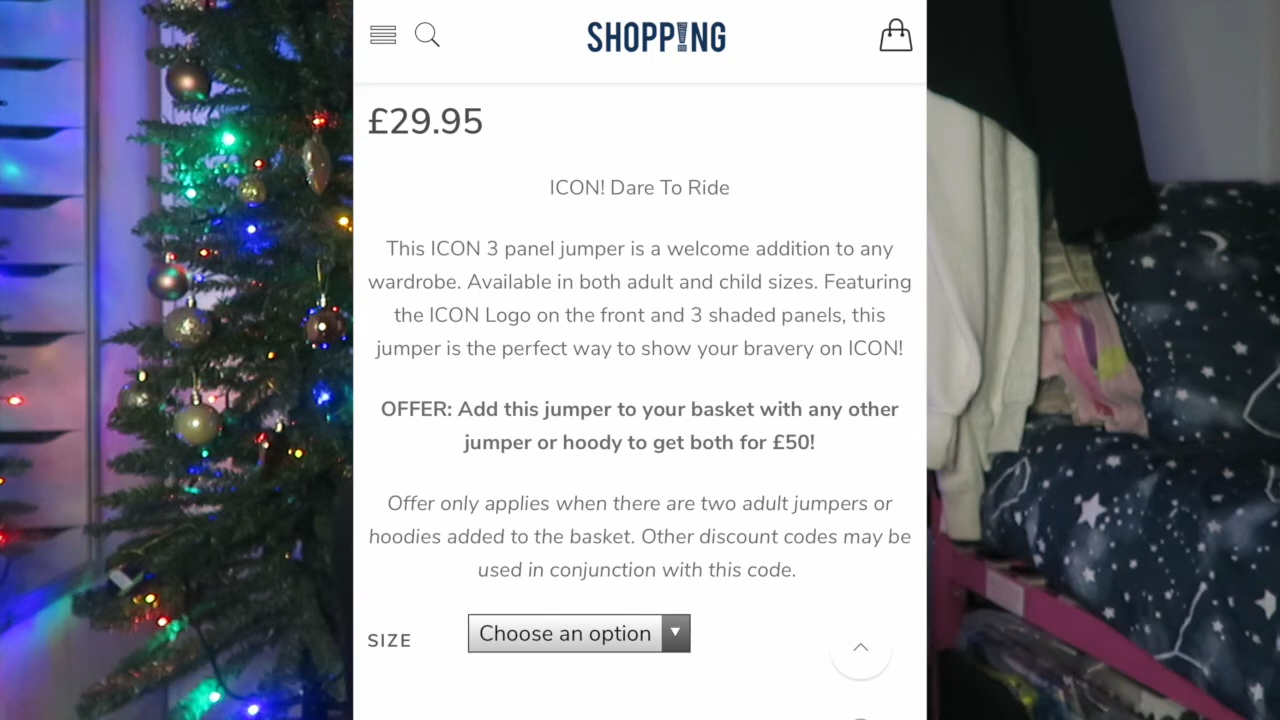 SHOPP!NG
£29.95
ICON! Dare To Ride
This ICON 3 panel jumper is a welcome addition to any
wardrobe. Available in both adult and child sizes. Featuring
the ICON Logo on the front and 3 shaded panels, this
jumper is the perfect way to show your bravery on ICON!
OFFER: Add this jumper to your basket with any other
jumper or hoody to get both for £50!
Offer only applies when there are two adult jumpers or
hoodies added to the basket. Other discount codes may be
used in conjunction with this code.
SIZE
Choose an option